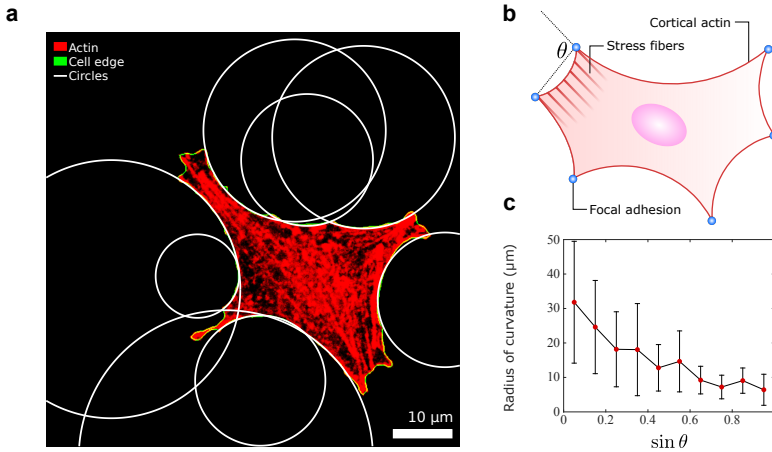 a
Actin
Cell edge
Circles
10 μm
b
θ
Cortical actin
Stress fibers
Focal adhesion
c
Radius of curvature (μm)
50
40
30
20
10
0
0 0.2 0.4 0.6 0.8
sin θ